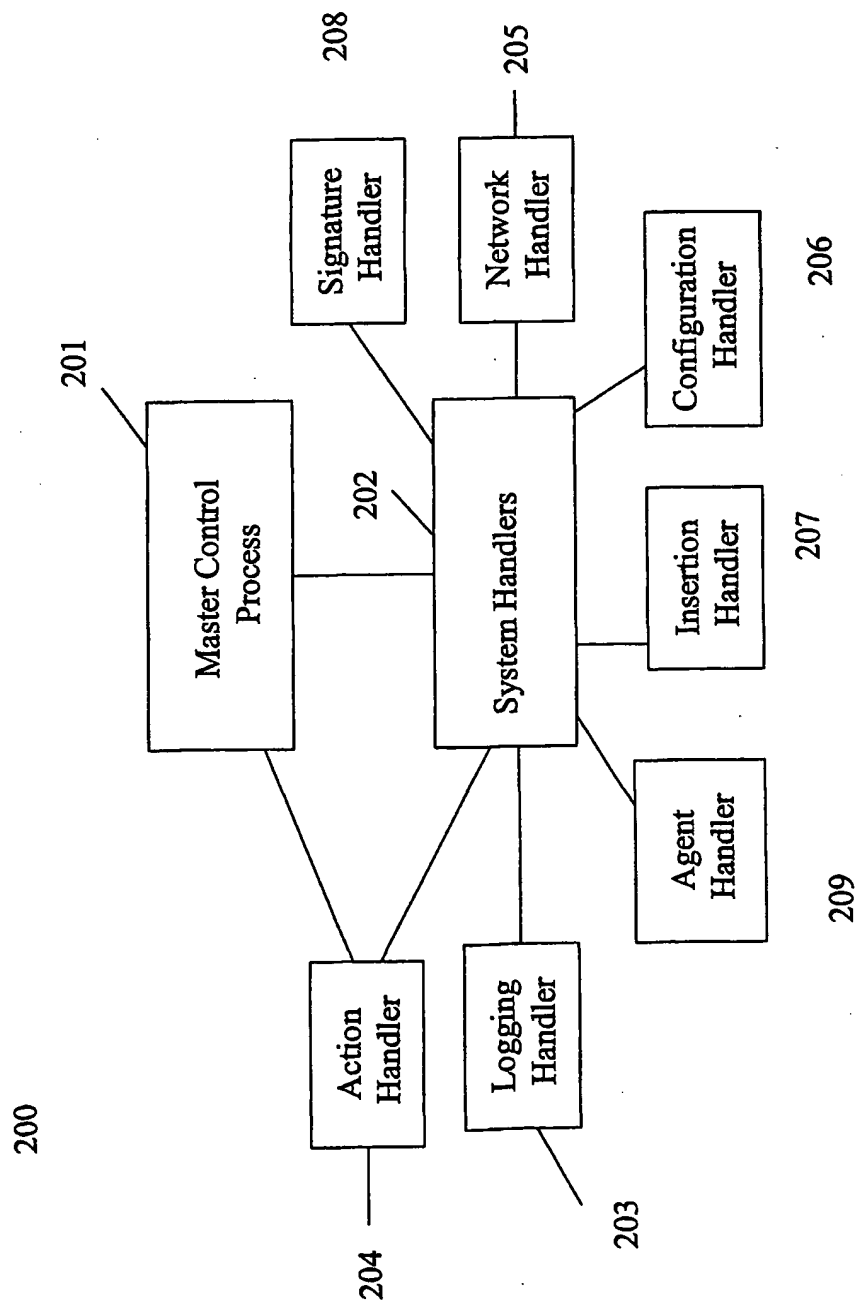 200
201
Master Control
Process
208
Signature
Handler
202
204
Action
Handler
System Handlers
205
Network
Handler
203
Logging
Handler
209
Agent
Handler
207
Insertion
Handler
206
Configuration
Handler